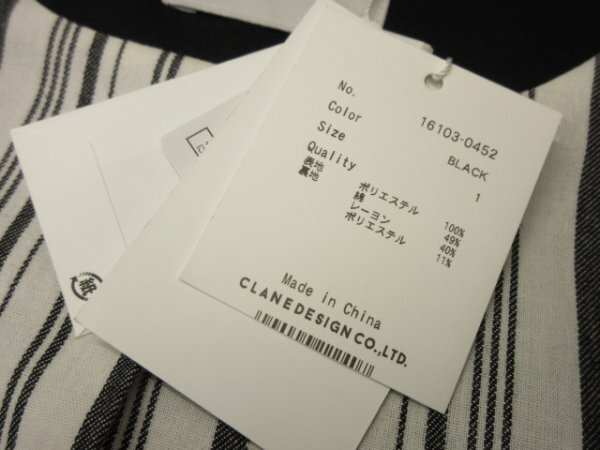 No. 16103-0452
Color BLACK
Size 1
Quality
表地 ポリエステル 100%
裏地 綿 49%
レーヨン 40%
ポリエステル 11%
Made in China
CLANEDESIGN CO.,LTD.
紙